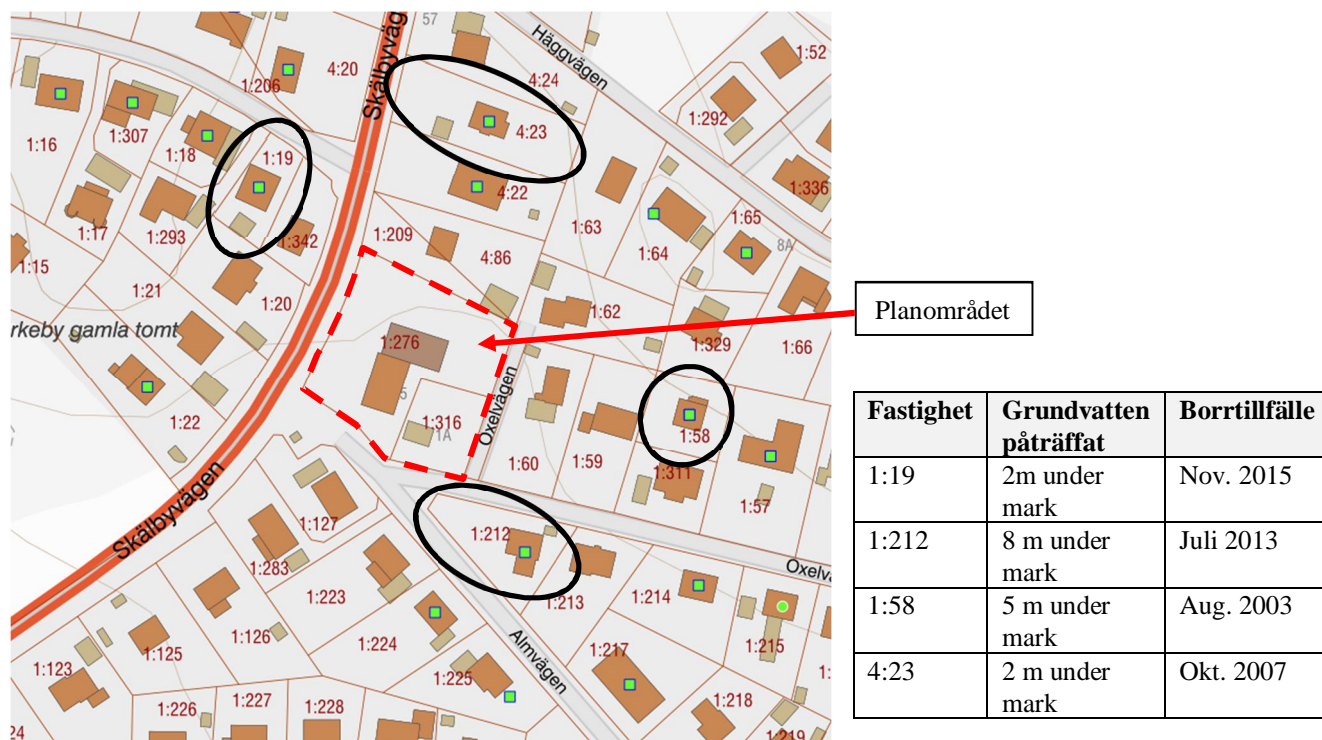 57
4:20
4:24
Häggvägen
1:52
Skälbyväg
1:206
1:292
1:16
1:307
1:18
1:19
4:23
1:336
4:22
1:65
1:63
1:64
8A
1:17
1:293
1:342
1:209
4:86
1:15
1:21
1:20
1:62
rkeby gamla tomt
1:276
1:329
1:66
5
1:316
1A
Oxelvägen
1:22
1:58
1:60
1:59
1:311
1:57
Skälbyvägen
1:127
1:212
1:283
Oxelvä
1:223
1:213
1:214
1:126
1:224
Almvägen
1:215
1:125
1:217
1:123
1:225
1:
1:227
1:218
1:226
1:228
24
1:219
Planområdet
Fastighet Grundvatten Borrtillfälle
påträffat
1:19 2m under Nov. 2015
mark
1:212 8 m under Juli 2013
mark
1:58 5 m under Aug. 2003
mark
4:23 2 m under Okt. 2007
mark